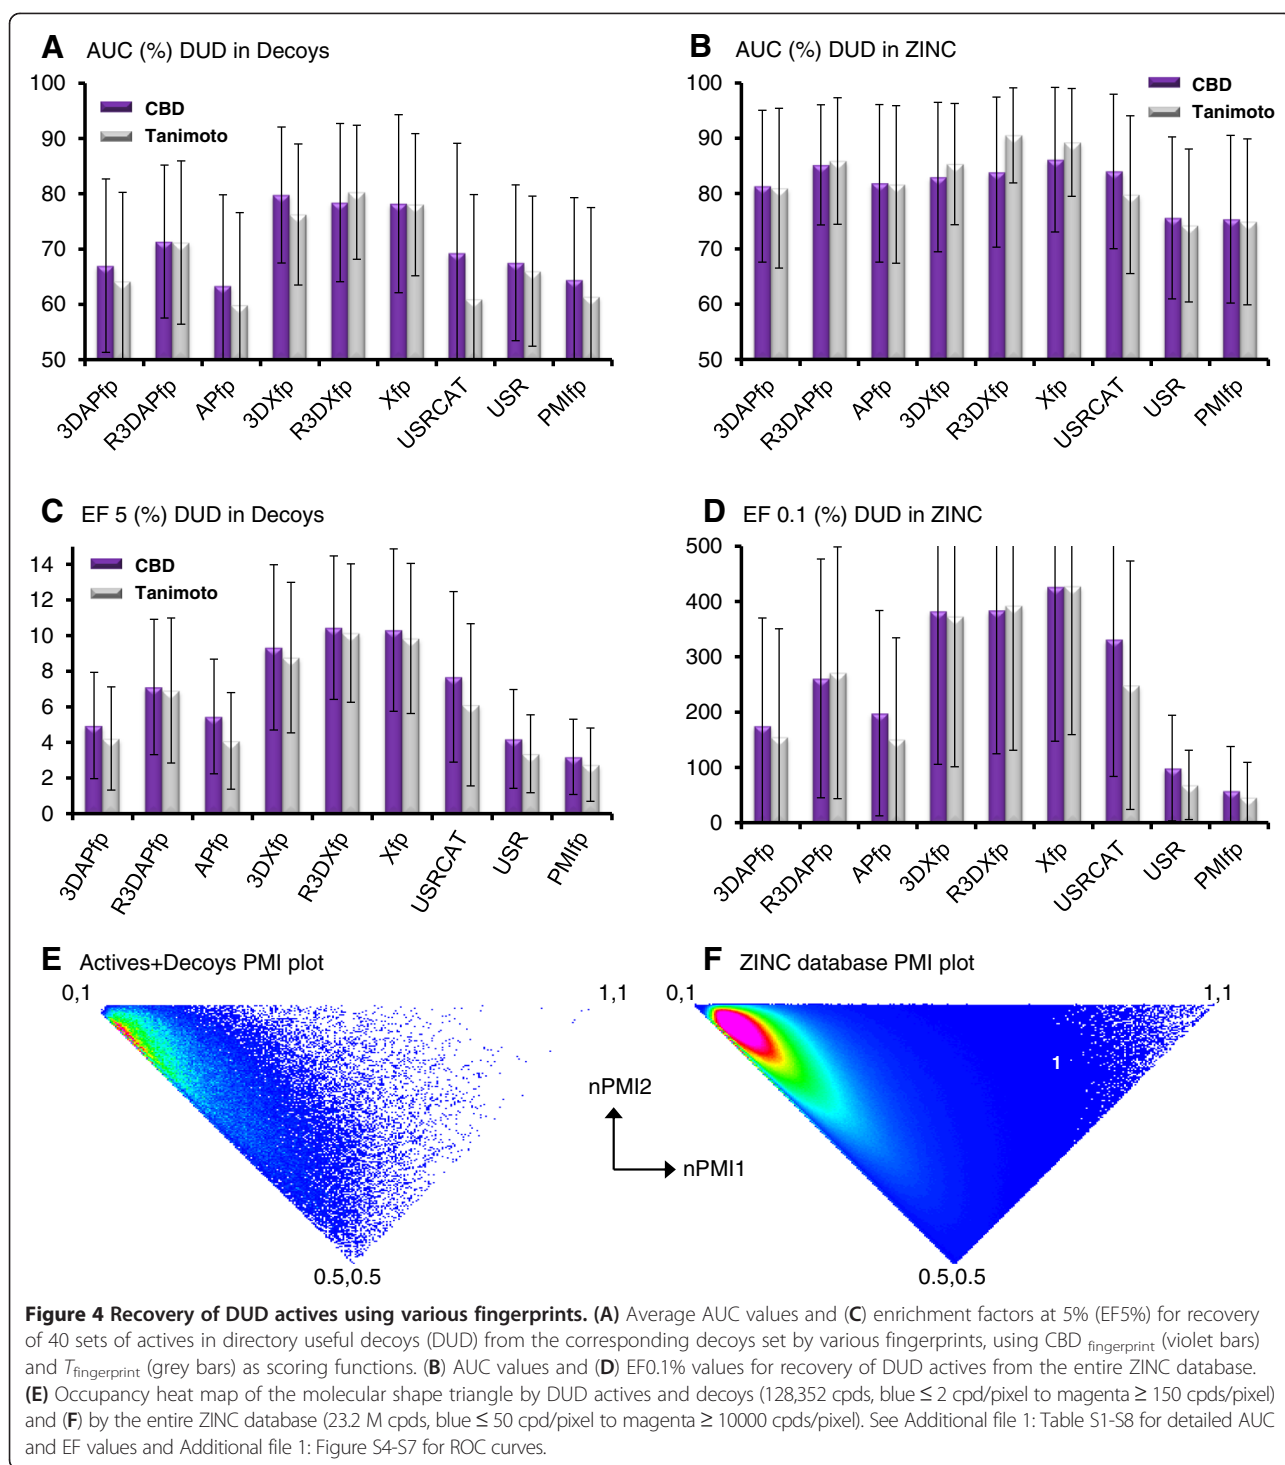 A AUC (%) DUD in Decoys
100
90
80
70
60
50
CBD
Tanimoto
3DAPfp
R3DAPfp
APfp
3DXfp
R3DXfp
Xfp
USRCAT
USR
PMIfp
B AUC (%) DUD in ZINC
100
90
80
70
60
50
CBD
Tanimoto
3DAPfp
R3DAPfp
APfp
3DXfp
R3DXfp
Xfp
USRCAT
USR
PMIfp
C EF 5 (%) DUD in Decoys
14
12
10
8
6
4
2
0
CBD
Tanimoto
3DAPfp
R3DAPfp
APfp
3DXfp
R3DXfp
Xfp
USRCAT
USR
PMIfp
D EF 0.1 (%) DUD in ZINC
500
400
300
200
100
0
3DAPfp
R3DAPfp
APfp
3DXfp
R3DXfp
Xfp
USRCAT
USR
PMIfp
E Actives+Decoys PMI plot
0,1
1,1
0.5,0.5
nPMI2
nPMI1
F ZINC database PMI plot
0,1
1,1
1
0.5,0.5
Figure 4 Recovery of DUD actives using various fingerprints. (A) Average AUC values and (C) enrichment factors at 5% (EF5%) for recovery
of 40 sets of actives in directory useful decoys (DUD) from the corresponding decoys set by various fingerprints, using CBD fingerprint (violet bars)
and Tfingerprint (grey bars) as scoring functions. (B) AUC values and (D) EF0.1% values for recovery of DUD actives from the entire ZINC database.
(E) Occupancy heat map of the molecular shape triangle by DUD actives and decoys (128,352 cpds, blue ≤ 2 cpd/pixel to magenta ≥ 150 cpds/pixel)
and (F) by the entire ZINC database (23.2 M cpds, blue ≤ 50 cpd/pixel to magenta ≥ 10000 cpds/pixel). See Additional file 1: Table S1-S8 for detailed AUC
and EF values and Additional file 1: Figure S4-S7 for ROC curves.